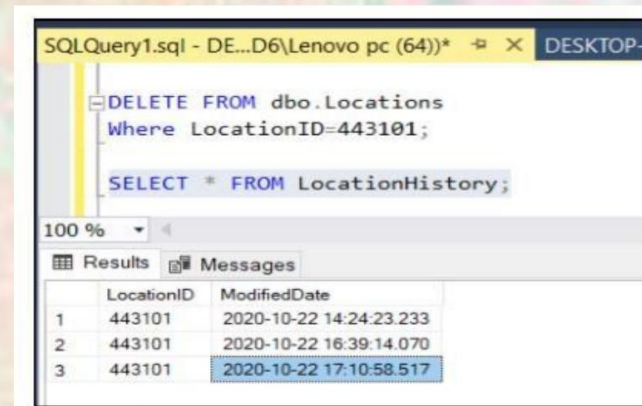 SQLQuery1.sql - DE...D6\Lenovo pc (64))* DESKTOP-
DELETE FROM dbo.Locations
Where LocationID=443101;
SELECT * FROM LocationHistory;
100 %
Results Messages
LocationID ModifiedDate
1 443101 2020-10-22 14:24:23.233
2 443101 2020-10-22 16:39:14.070
3 443101 2020-10-22 17:10:58.517